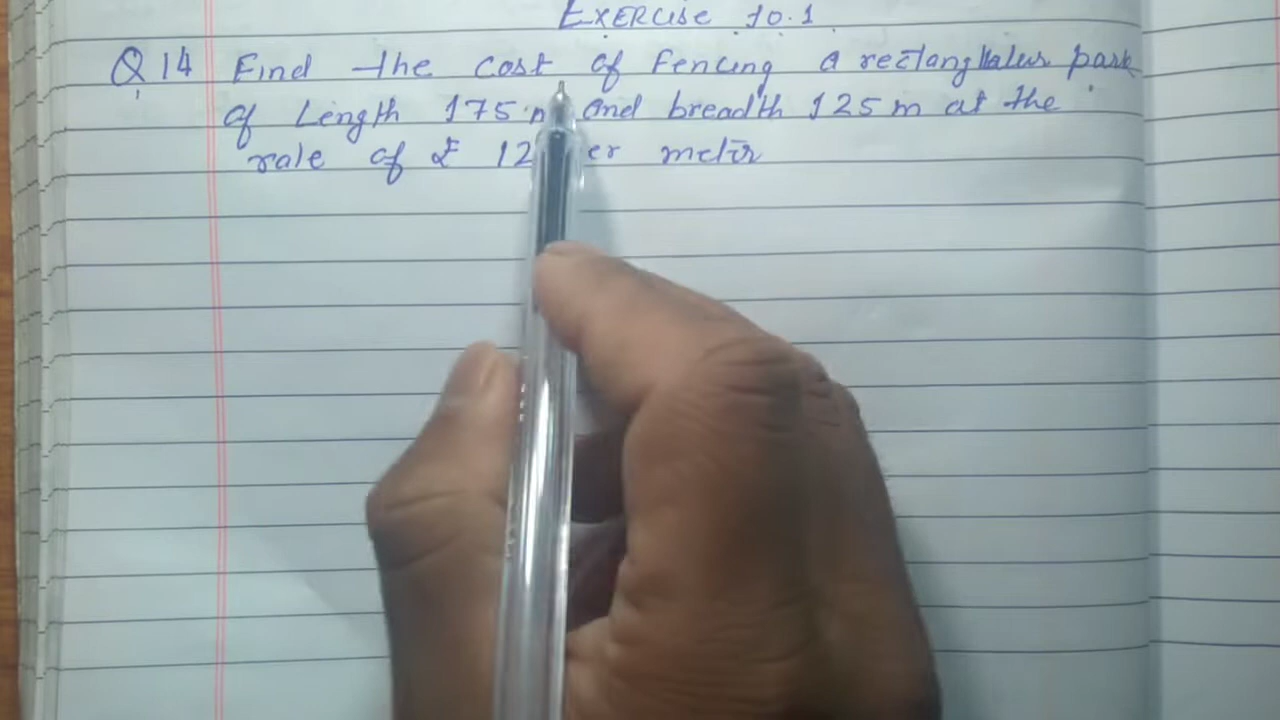 EXERCISE 10.1
Q 14 Find the cost of fencing a rectangular park
of Length 175 m and breadth 125 m at the
rate of ₹ 12 per meter